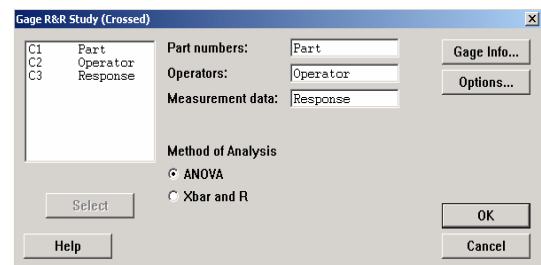 Gage R&R Study (Crossed)
C1 Part
C2 Operator
C3 Response
Part numbers: Part
Operators: Operator
Measurement data: Response
Method of Analysis
ANOVA
Xbar and R
Gage Info...
Options...
Select
OK
Help
Cancel